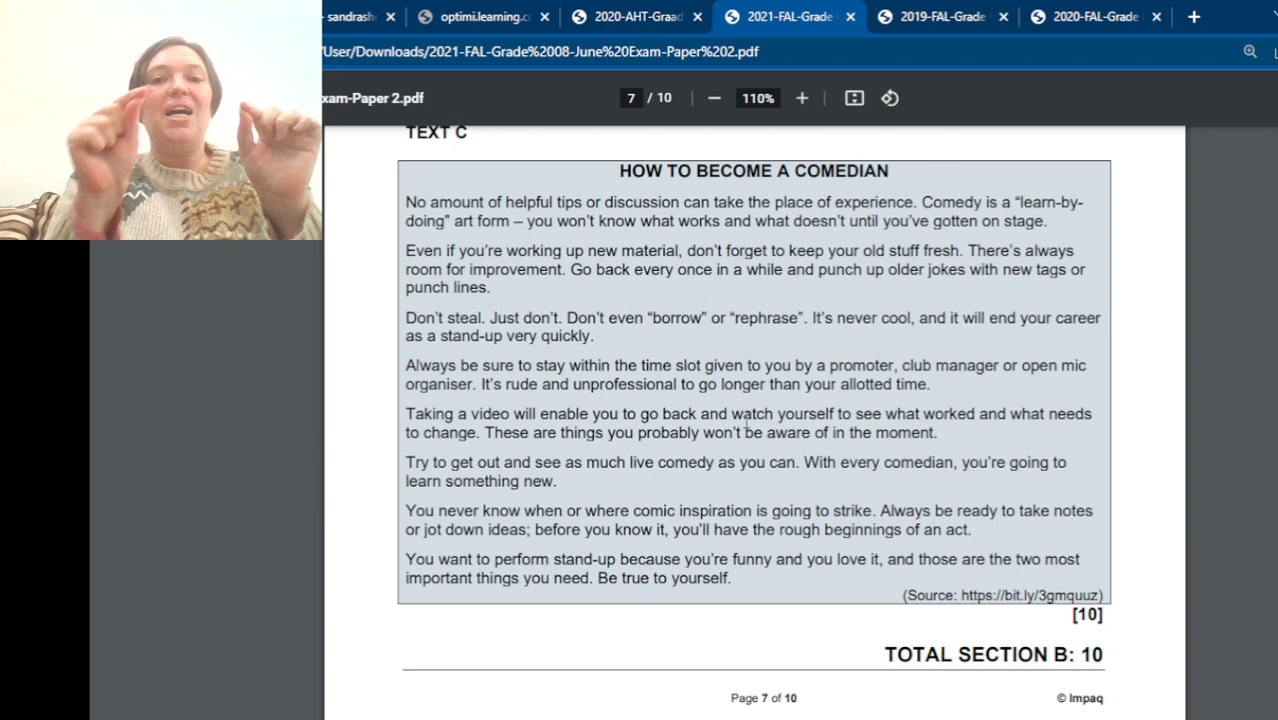 - sandrash
optimi.learning.c
2020-AHT-Graad
2021-FAL-Grade
2019-FAL-Grade
2020-FAL-Grade
/User/Downloads/2021-FAL-Grade%2008-June%20Exam-Paper%202.pdf
xam-Paper 2.pdf
7 / 10
110%
TEXT C
HOW TO BECOME A COMEDIAN
No amount of helpful tips or discussion can take the place of experience. Comedy is a “learn-by-
doing” art form – you won’t know what works and what doesn’t until you’ve gotten on stage.
Even if you’re working up new material, don’t forget to keep your old stuff fresh. There’s always
room for improvement. Go back every once in a while and punch up older jokes with new tags or
punch lines.
Don’t steal. Just don’t. Don’t even “borrow” or “rephrase”. It’s never cool, and it will end your career
as a stand-up very quickly.
Always be sure to stay within the time slot given to you by a promoter, club manager or open mic
organiser. It’s rude and unprofessional to go longer than your allotted time.
Taking a video will enable you to go back and watch yourself to see what worked and what needs
to change. These are things you probably won’t be aware of in the moment.
Try to get out and see as much live comedy as you can. With every comedian, you’re going to
learn something new.
You never know when or where comic inspiration is going to strike. Always be ready to take notes
or jot down ideas; before you know it, you’ll have the rough beginnings of an act.
You want to perform stand-up because you’re funny and you love it, and those are the two most
important things you need. Be true to yourself.
(Source: https://bit.ly/3gmquuz)
[10]
TOTAL SECTION B: 10
Page 7 of 10
© Impaq